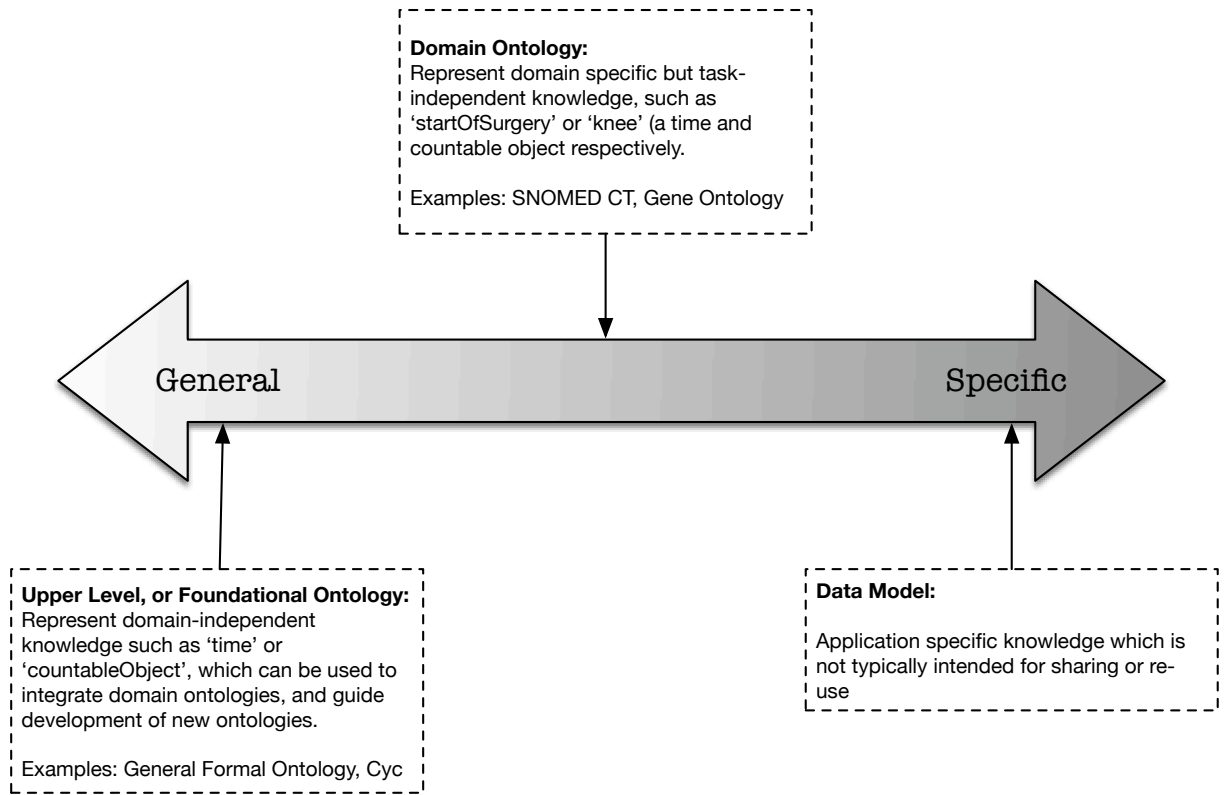 Domain Ontology:
Represent domain specific but task-
independent knowledge, such as
‘startOfSurgery’ or ‘knee’ (a time and
countable object respectively.
Examples: SNOMED CT, Gene Ontology
General
Specific
Upper Level, or Foundational Ontology:
Represent domain-independent
knowledge such as ‘time’ or
‘countableObject’, which can be used to
integrate domain ontologies, and guide
development of new ontologies.
Examples: General Formal Ontology, Cyc
Data Model:
Application specific knowledge which is
not typically intended for sharing or re-
use